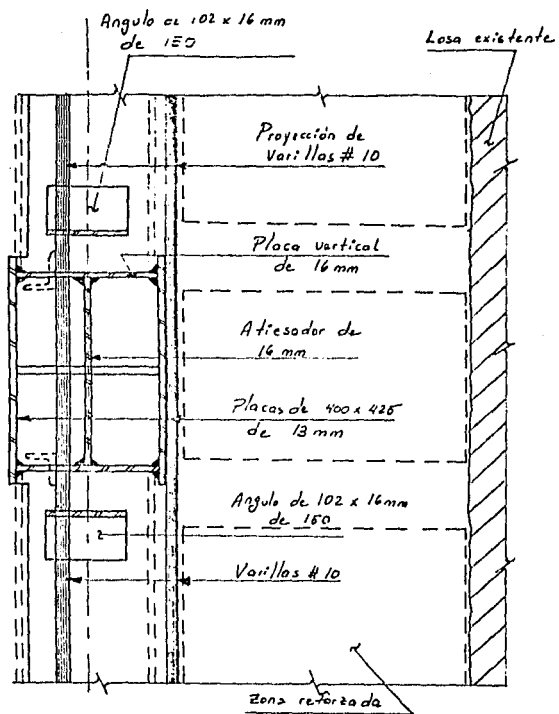 Angulo de 102 x 16 mm
de 150
Losa existente
Proyección de
Varillas # 10
Placa vertical
de 16 mm
Atiesador de
16 mm
Placas de 400 x 425
de 13 mm
Angulo de 102 x 16 mm
de 150
Varillas # 10
Zona reforzada